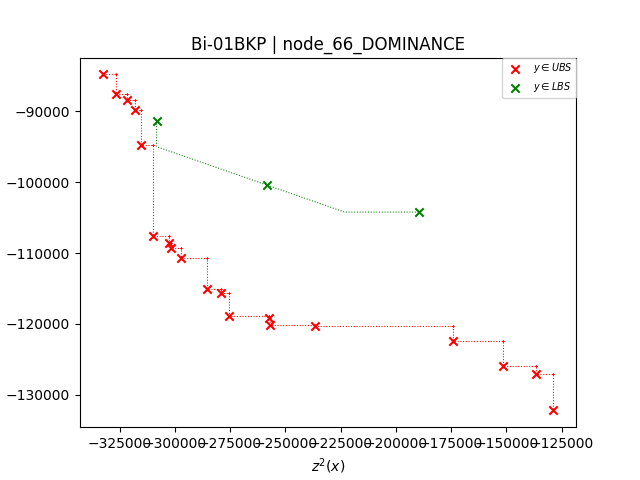 Bi-01BKP | node_66_DOMINANCE
y ∈ UBS
y ∈ LBS
−90000
−100000
−110000
−120000
−130000
−325000 −300000 −275000 −250000 −225000 −200000 −175000 −150000 −125000
z²(x)